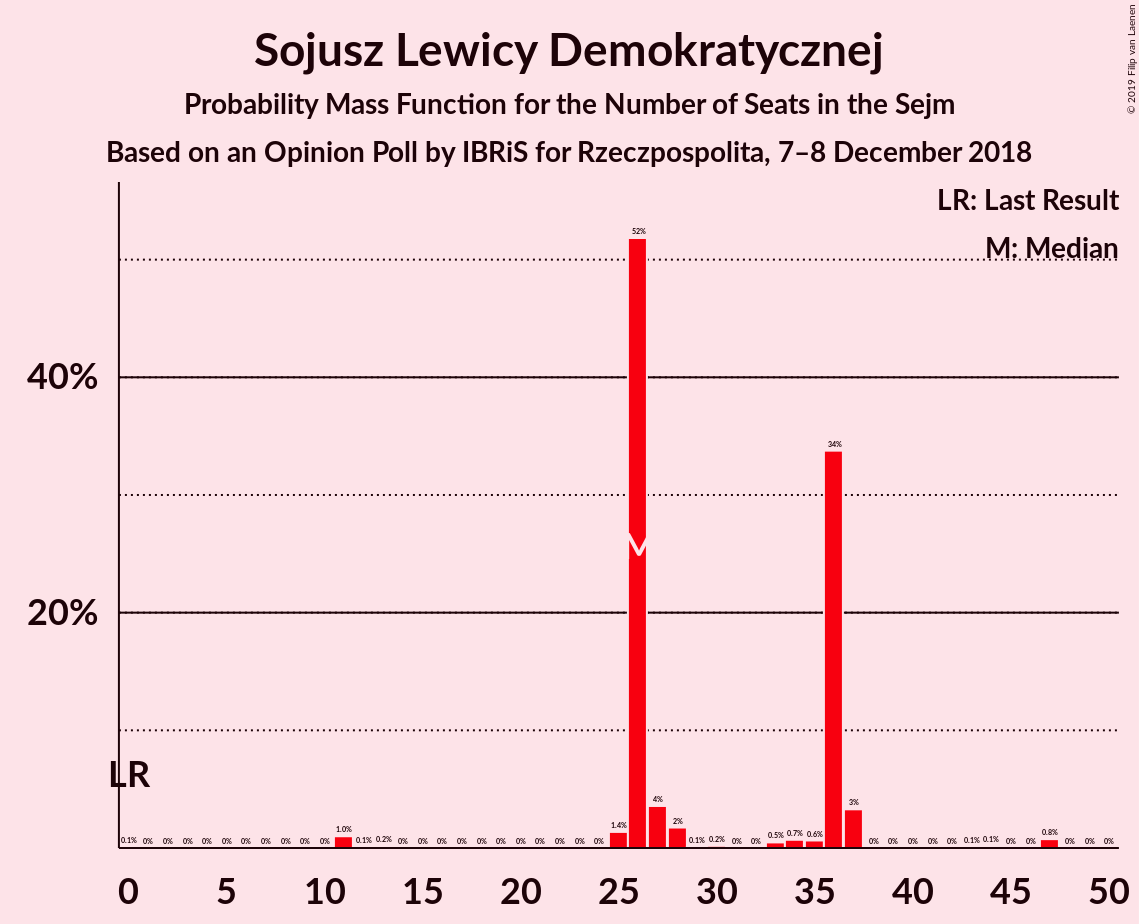 Sojusz Lewicy Demokratycznej
Probability Mass Function for the Number of Seats in the Sejm
Based on an Opinion Poll by IBRiS for Rzeczpospolita, 7–8 December 2018
© 2019 Filip van Laenen
LR: Last Result
M: Median
52%
40%
34%
M
20%
LR
0.1% 0% 0% 0% 0% 0% 0% 0% 0% 0% 0% 1.0% 0.1% 0.2% 0% 0% 0% 0% 0% 0% 0% 0% 0% 0% 0% 1.4% 4% 2% 0.1% 0.2% 0% 0% 0.5% 0.7% 0.6% 3% 0% 0% 0% 0% 0% 0.1% 0.1% 0% 0% 0.8% 0% 0% 0%
0 5 10 15 20 25 30 35 40 45 50